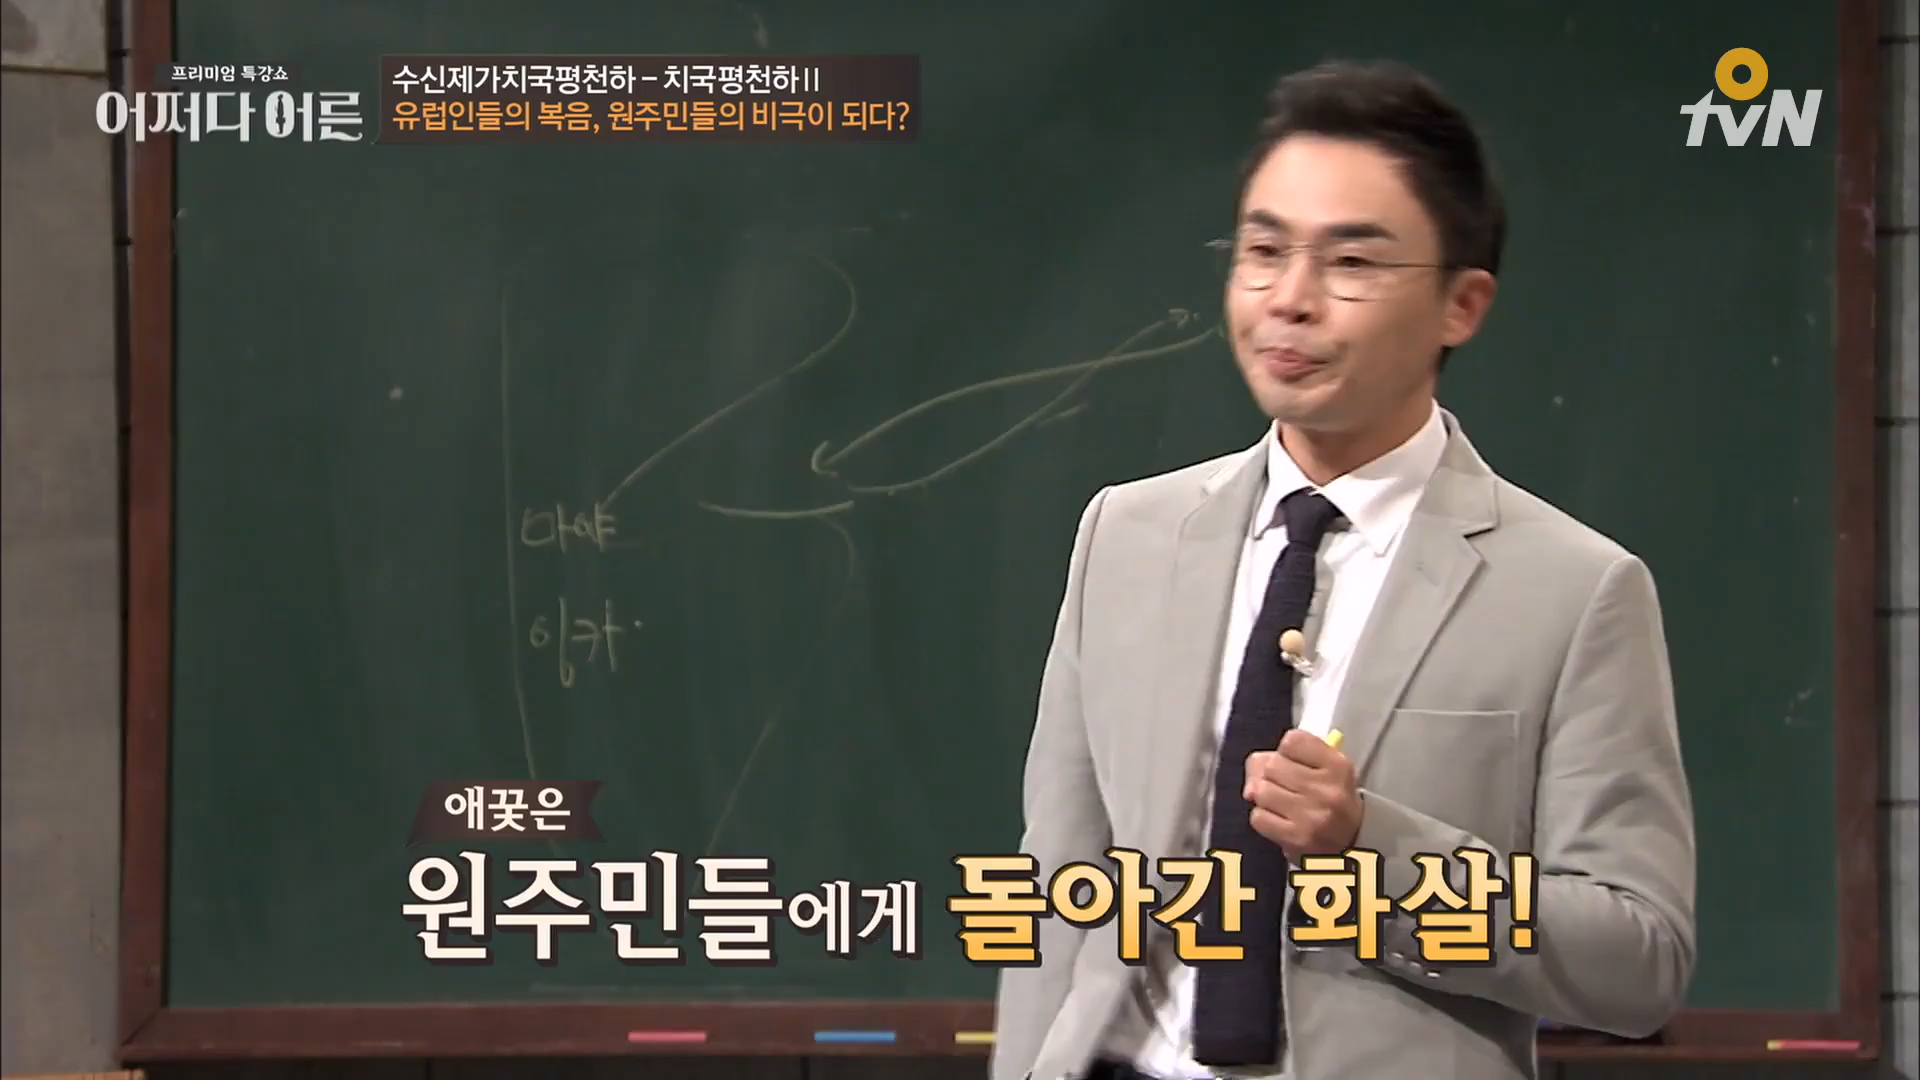 프리미엄 특강쇼
어쩌다 어른
수신제가치국평천하 - 치국평천하 II
유럽인들의 복음, 원주민들의 비극이 되다?
tvN
마야
잉카
애꿎은
원주민들에게 돌아간 화살!